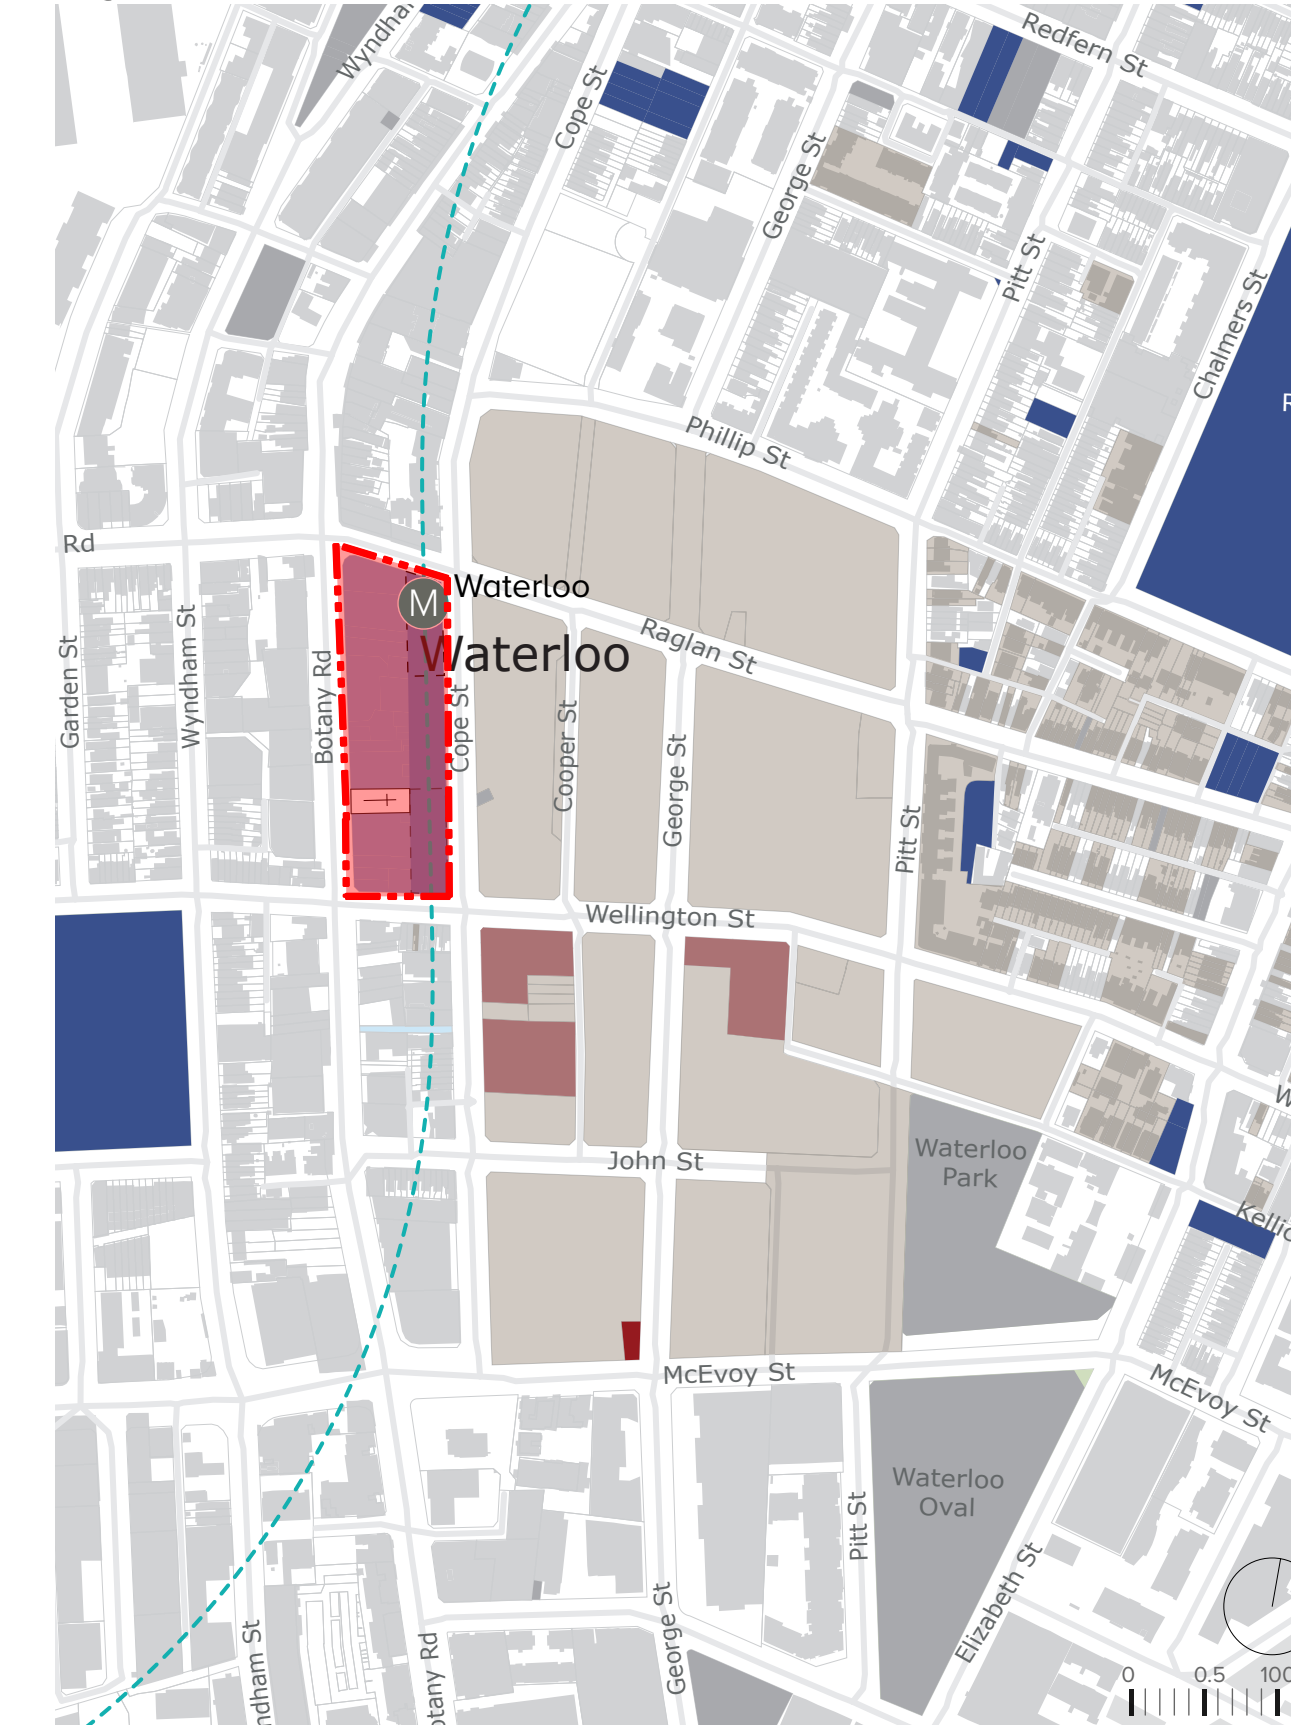 Wyndha
Redfern St
Cope St
George St
Pitt St
Chalmers St
R
Phillip St
Rd
M
Waterloo
Waterloo
Raglan St
Garden St
Wyndham St
Botany Rd
Cope St
Cooper St
George St
Pitt St
Wellington St
W
John St
Waterloo
Park
Kellic
McEvoy St
McEvoy St
Waterloo
Oval
Pitt St
Elizabeth St
George St
ndham St
otany Rd
0 0.5 100